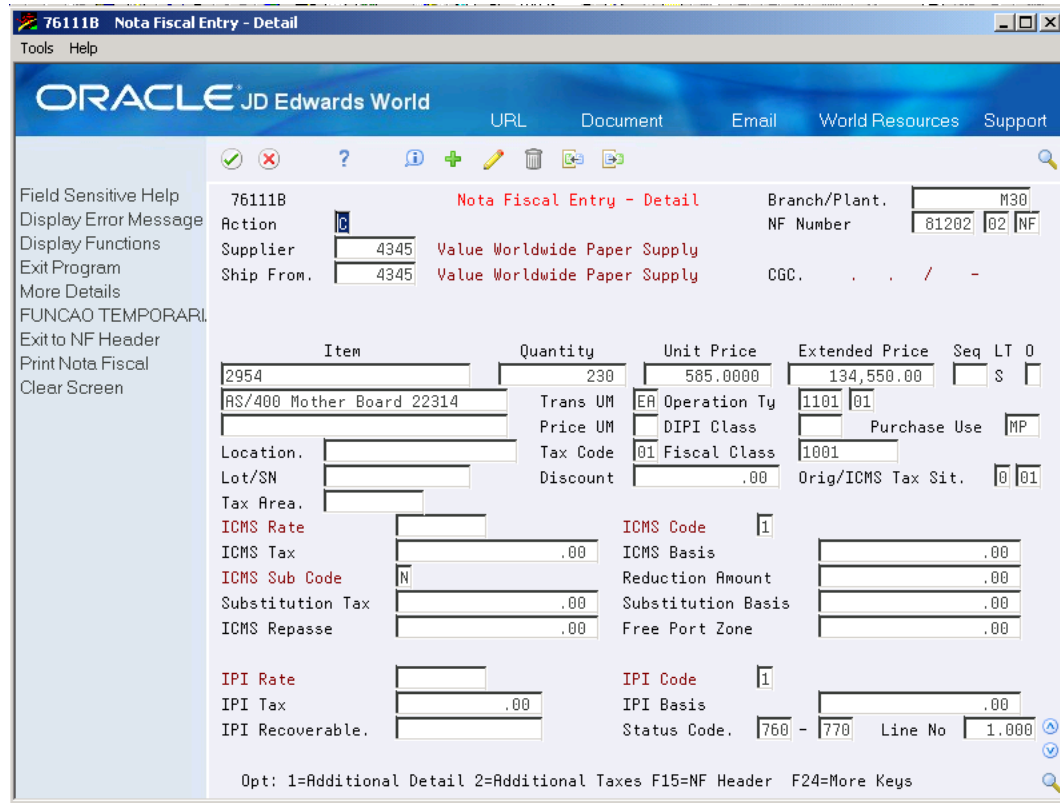 76111B Nota Fiscal Entry - Detail
Tools Help
ORACLE JD Edwards World
URL Document Email World Resources Support
Field Sensitive Help
Display Error Message
Display Functions
Exit Program
More Details
FUNCAO TEMPORARI
Exit to NF Header
Print Nota Fiscal
Clear Screen
76111B Nota Fiscal Entry - Detail Branch/Plant. M30
Action C NF Number 81202 02 NF
Supplier 4345 Value Worldwide Paper Supply
Ship From. 4345 Value Worldwide Paper Supply CGC. . . / -
Item Quantity Unit Price Extended Price Seq LT O
2954 230 585.0000 134,550.00 S
AS/400 Mother Board 22314 Trans UM EA Operation Ty 1101 01
Price UM DIPI Class Purchase Use MP
Location. Tax Code 01 Fiscal Class 1001
Lot/SN Discount .00 Orig/ICMS Tax Sit. 0 01
Tax Area.
ICMS Rate ICMS Code 1
ICMS Tax .00 ICMS Basis .00
ICMS Sub Code N Reduction Amount .00
Substitution Tax .00 Substitution Basis .00
ICMS Repasse .00 Free Port Zone .00
IPI Rate IPI Code 1
IPI Tax .00 IPI Basis .00
IPI Recoverable. Status Code. 760 - 770 Line No 1.000
Opt: 1=Additional Detail 2=Additional Taxes F15=NF Header F24=More Keys